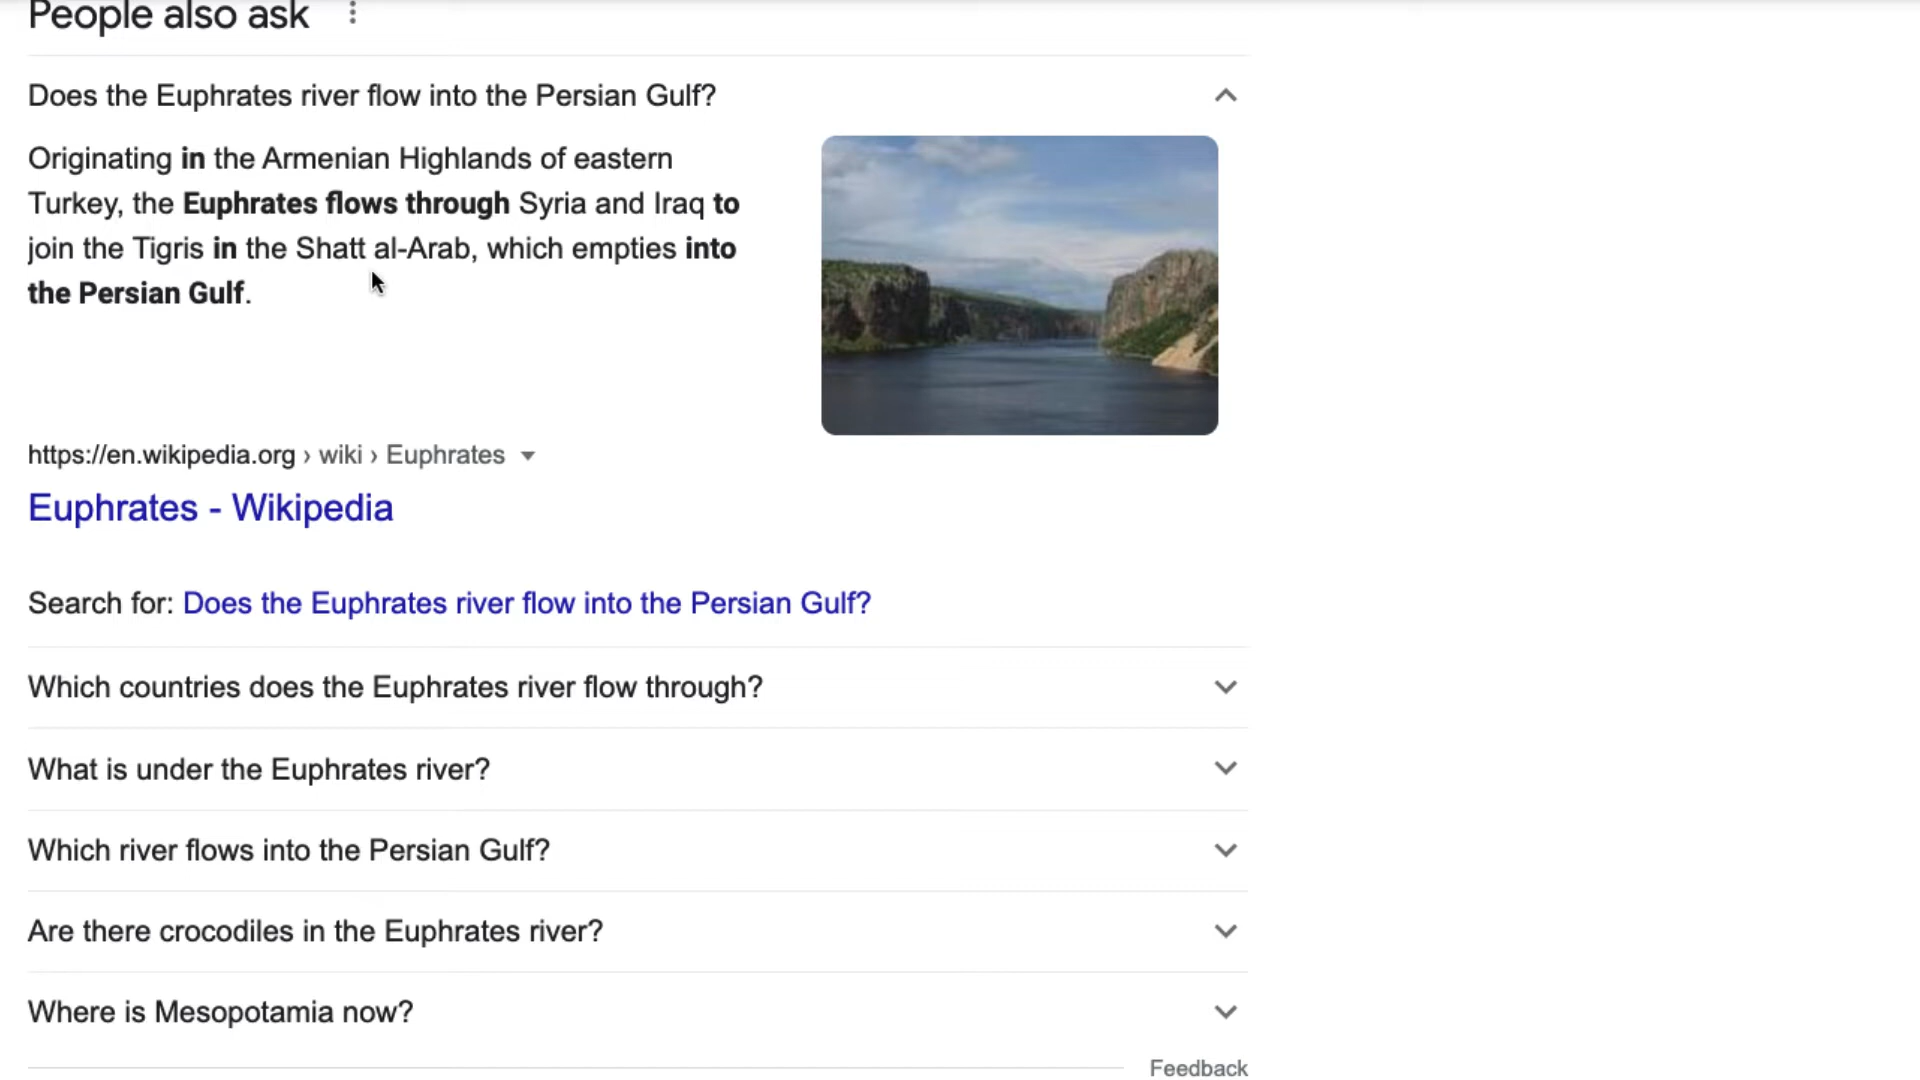 People also ask
Does the Euphrates river flow into the Persian Gulf?
Originating in the Armenian Highlands of eastern
Turkey, the Euphrates flows through Syria and Iraq to
join the Tigris in the Shatt al-Arab, which empties into
the Persian Gulf.
https://en.wikipedia.org › wiki › Euphrates
Euphrates - Wikipedia
Search for: Does the Euphrates river flow into the Persian Gulf?
Which countries does the Euphrates river flow through?
What is under the Euphrates river?
Which river flows into the Persian Gulf?
Are there crocodiles in the Euphrates river?
Where is Mesopotamia now?
Feedback